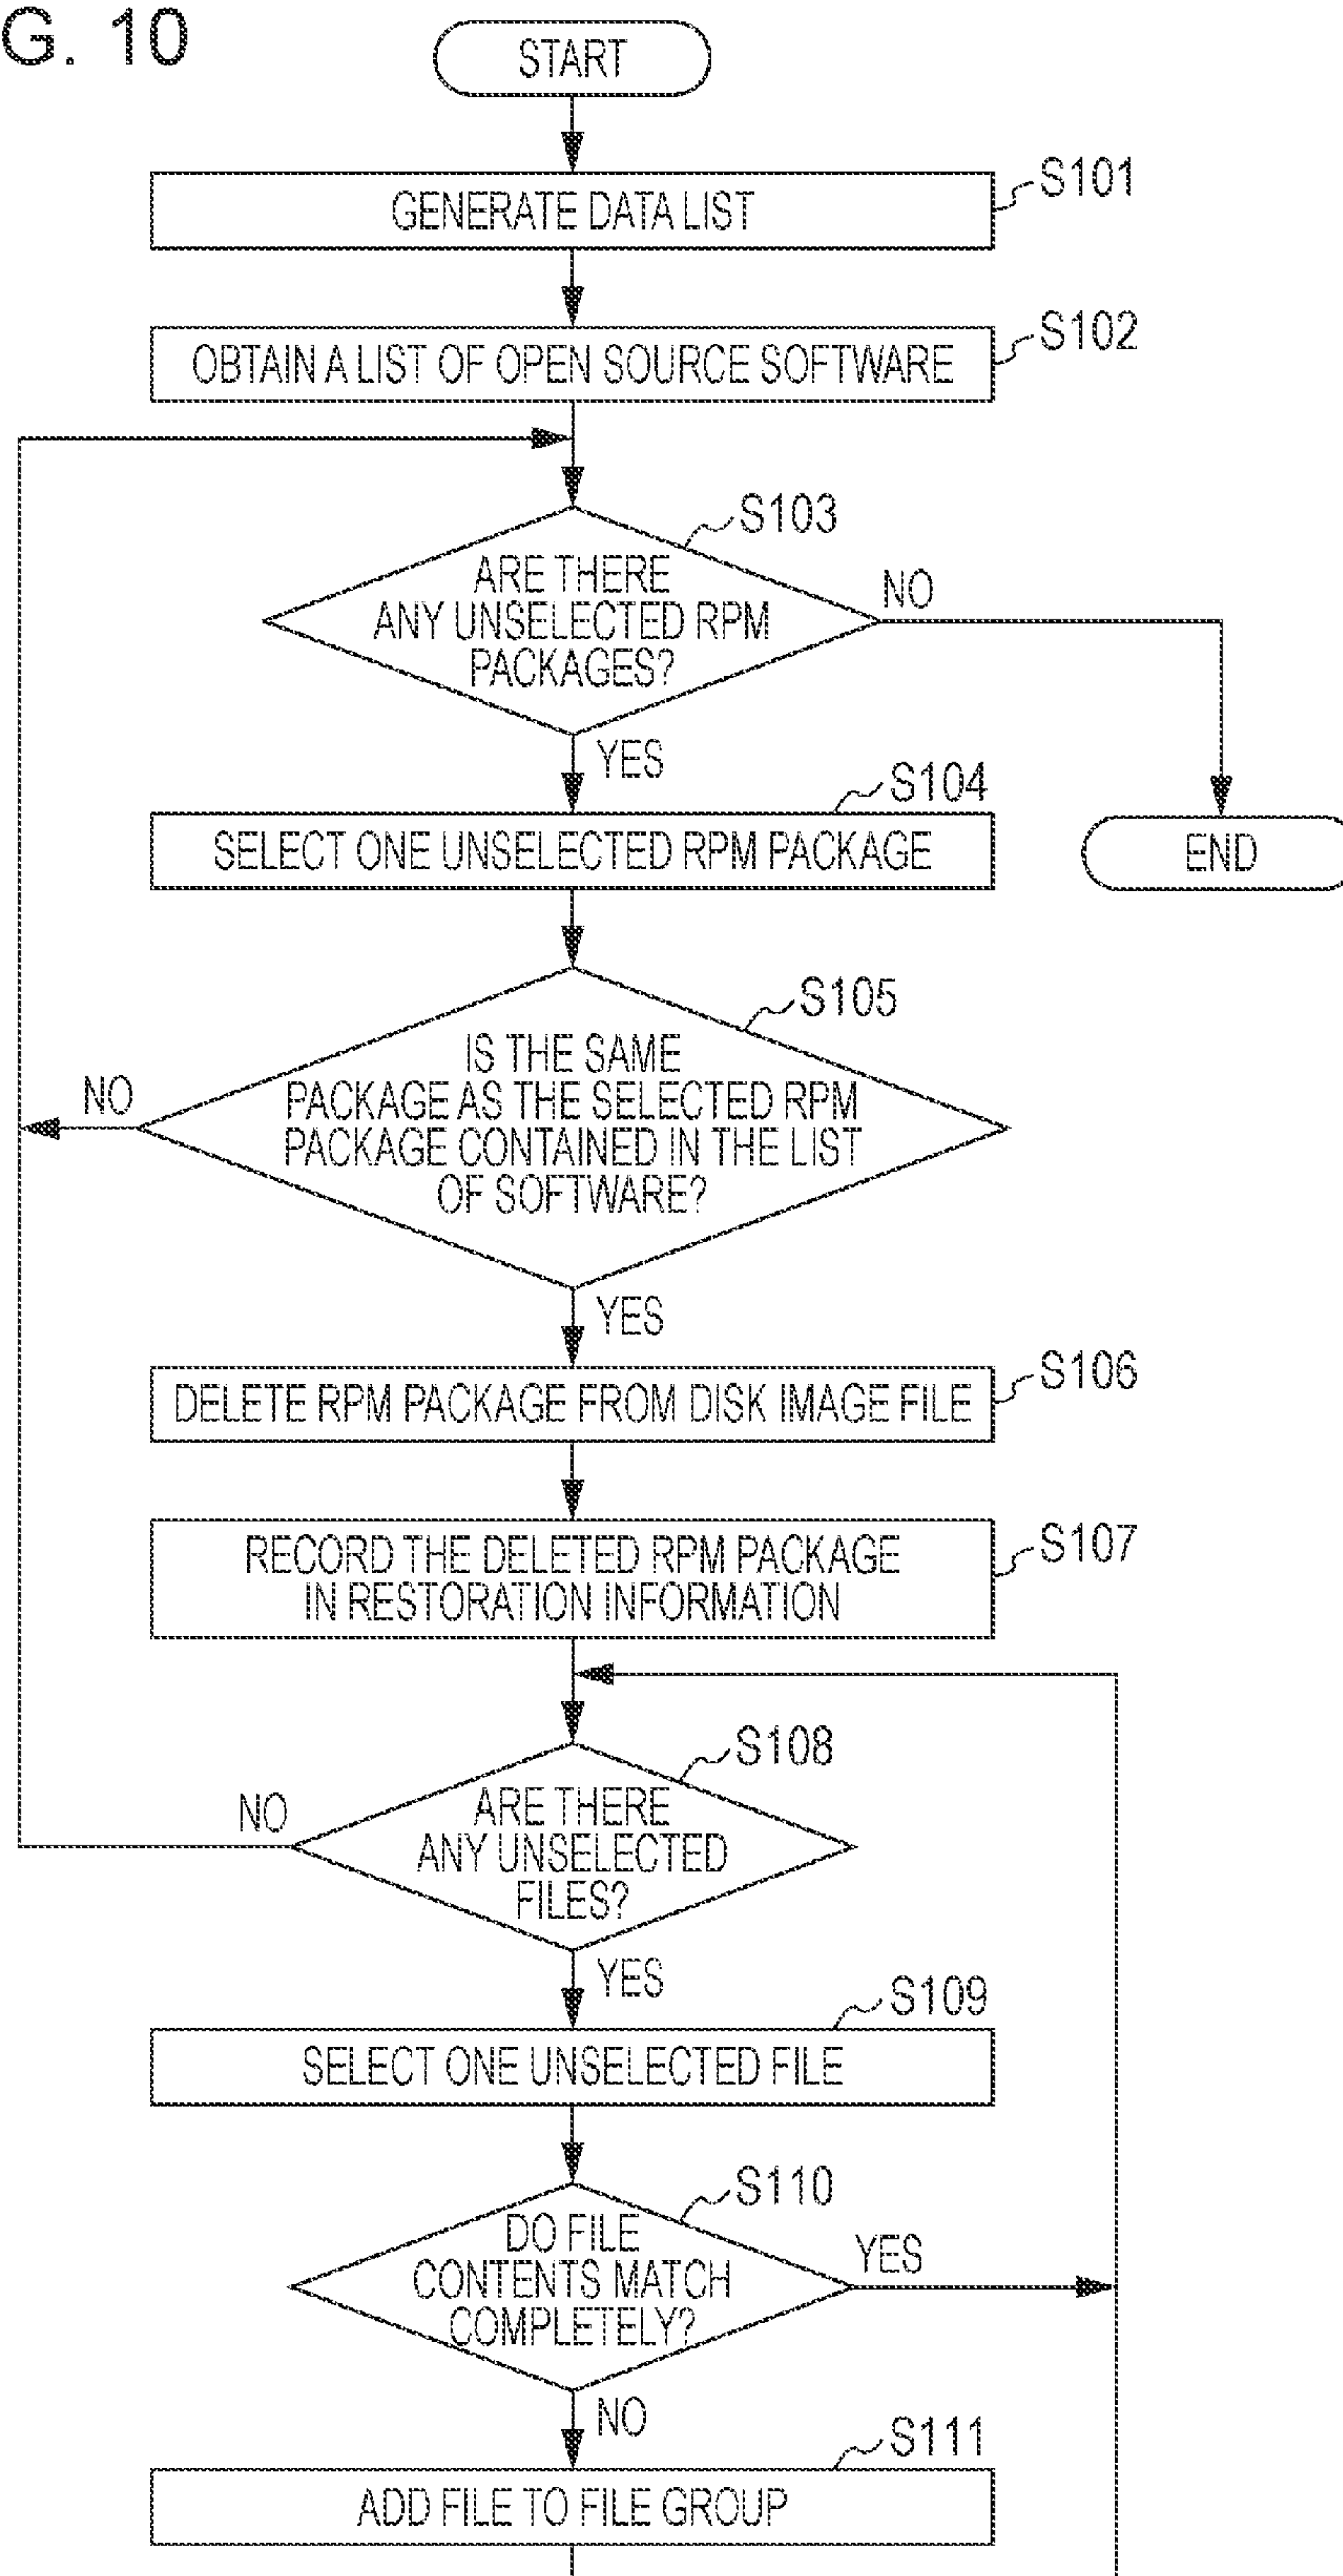 G. 10
START
GENERATE DATA LIST
S101
OBTAIN A LIST OF OPEN SOURCE SOFTWARE
S102
S103
ARE THERE
ANY UNSELECTED RPM
PACKAGES?
NO
YES
S104
SELECT ONE UNSELECTED RPM PACKAGE
END
S105
IS THE SAME
PACKAGE AS THE SELECTED RPM
PACKAGE CONTAINED IN THE LIST
OF SOFTWARE?
NO
YES
DELETE RPM PACKAGE FROM DISK IMAGE FILE
S106
RECORD THE DELETED RPM PACKAGE
IN RESTORATION INFORMATION
S107
S108
ARE THERE
ANY UNSELECTED
FILES?
NO
YES
S109
SELECT ONE UNSELECTED FILE
S110
DO FILE
CONTENTS MATCH
COMPLETELY?
YES
NO
S111
ADD FILE TO FILE GROUP